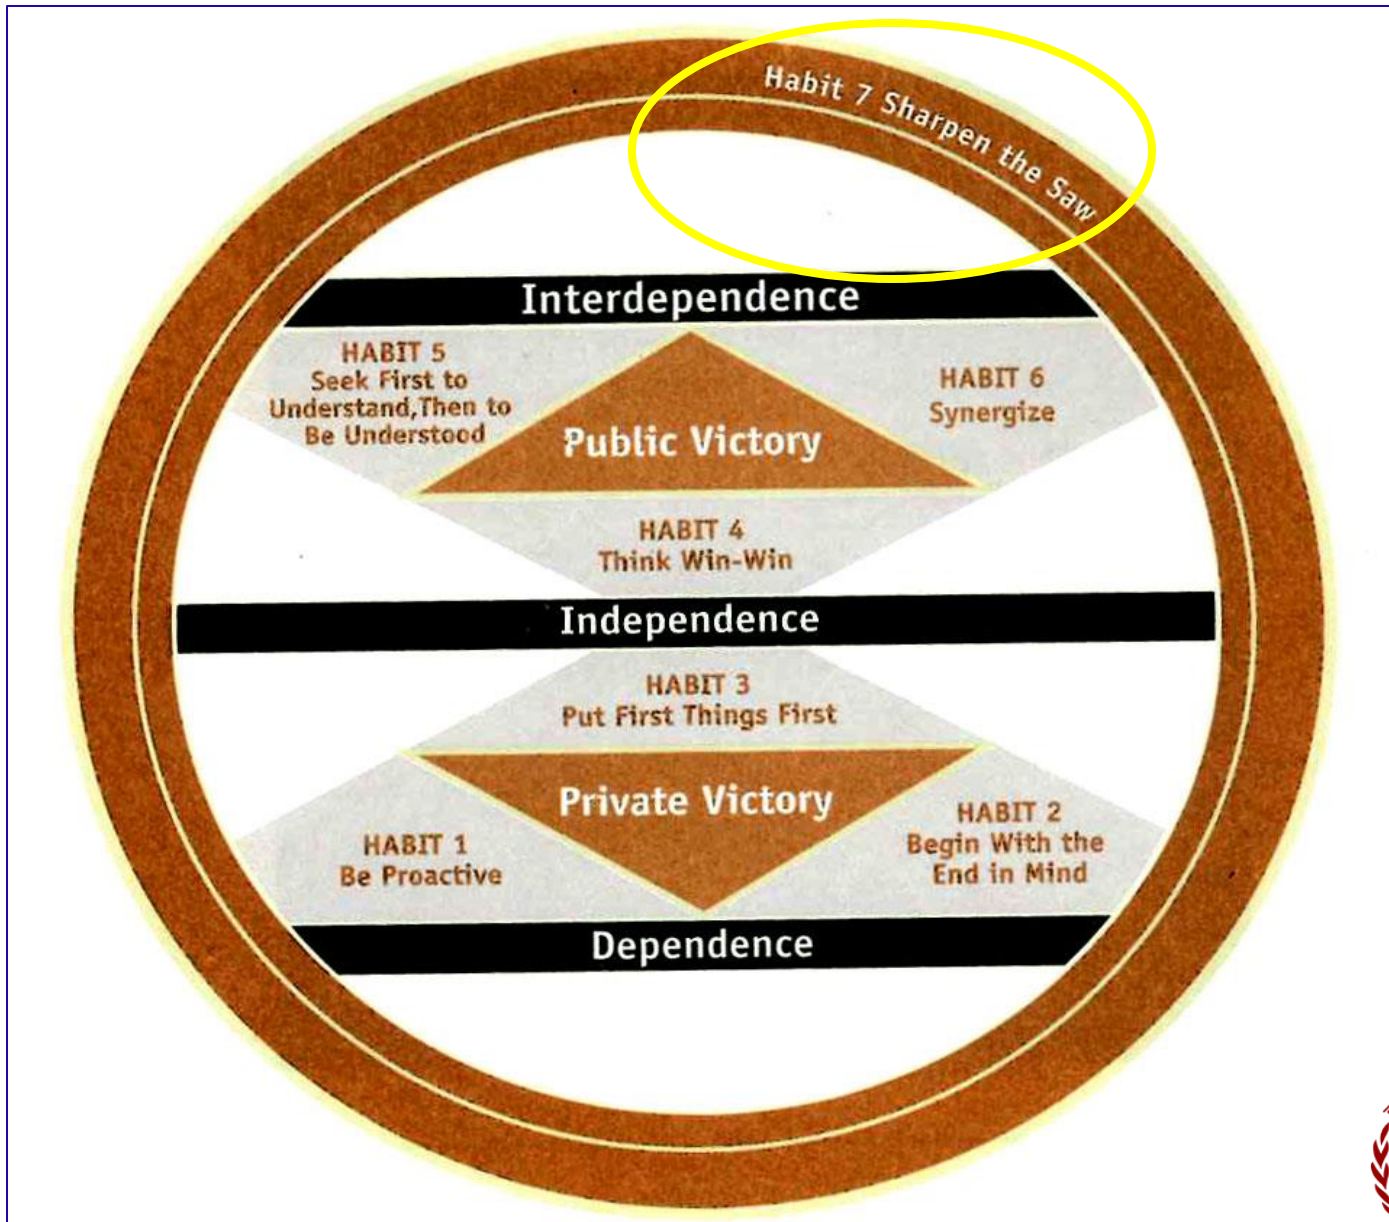 Habit 7 Sharpen the Saw
Interdependence
HABIT 5
Seek First to
Understand,Then to
Be Understood
HABIT 6
Synergize
Public Victory
HABIT 4
Think Win-Win
Independence
HABIT 3
Put First Things First
Private Victory
HABIT 1
Be Proactive
HABIT 2
Begin With the
End in Mind
Dependence